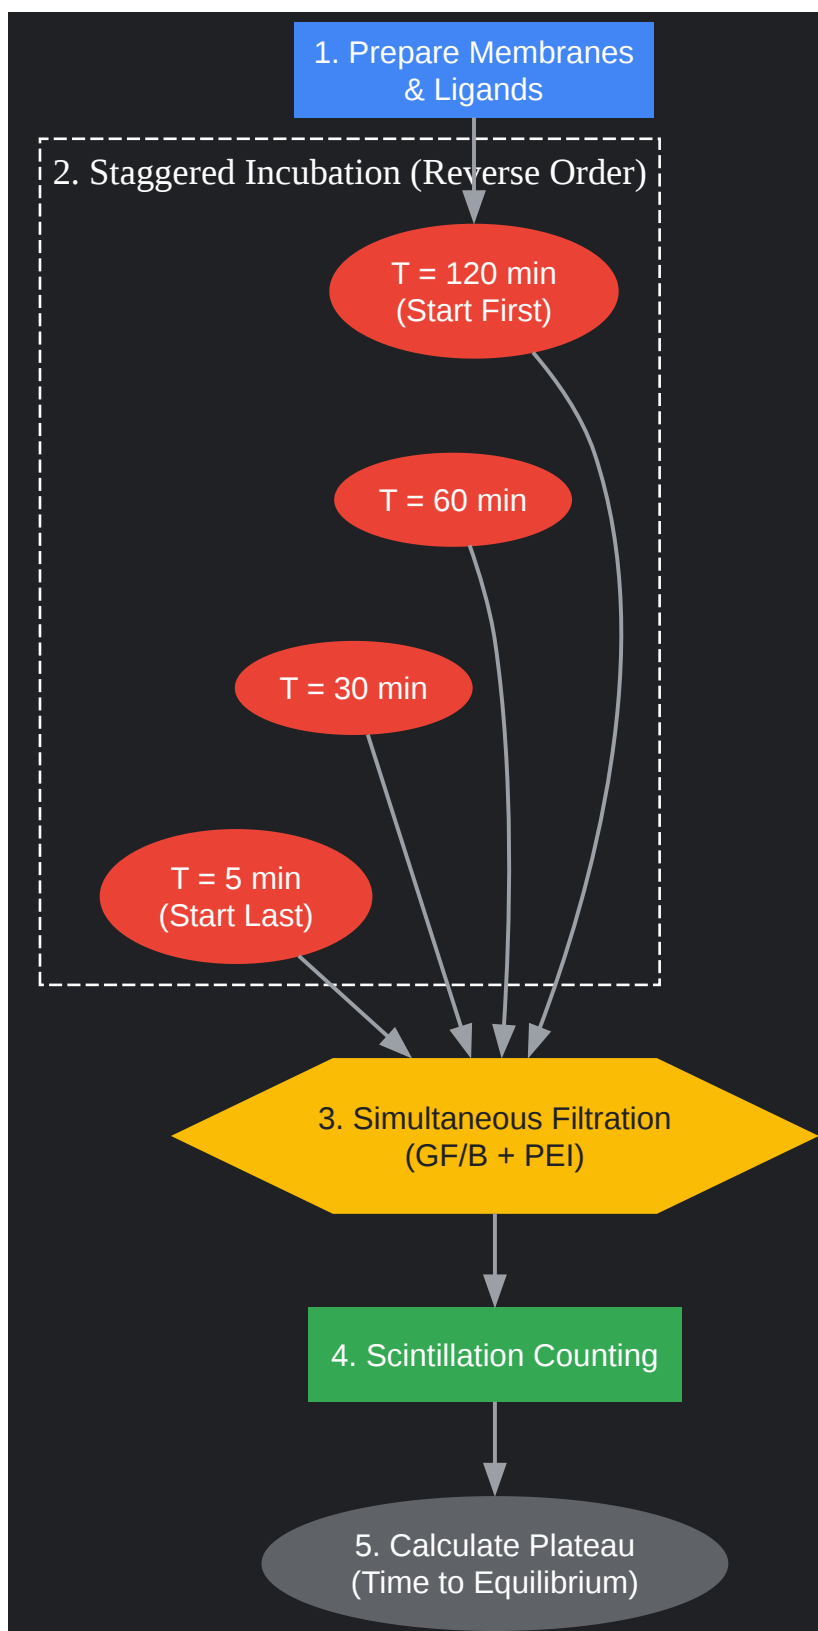 1. Prepare Membranes
& Ligands
2. Staggered Incubation (Reverse Order)
T = 120 min
(Start First)
T = 60 min
T = 30 min
T = 5 min
(Start Last)
3. Simultaneous Filtration
(GF/B + PEI)
4. Scintillation Counting
5. Calculate Plateau
(Time to Equilibrium)